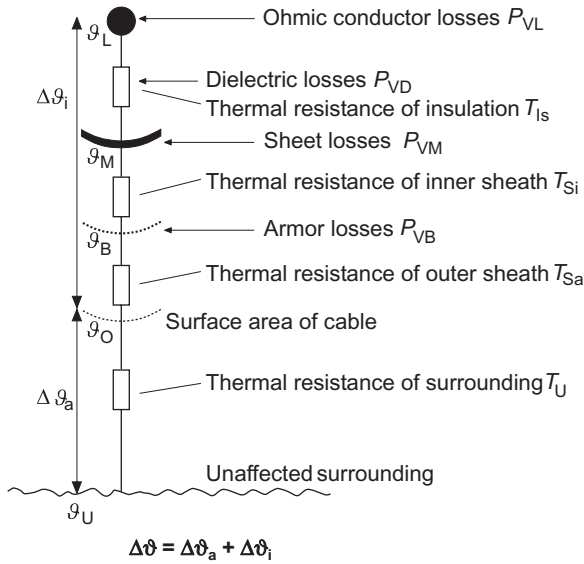 Ohmic conductor losses P_VL
ϑ_L
Dielectric losses P_VD
Δϑ_i
Thermal resistance of insulation T_Is
Sheet losses P_VM
ϑ_M
Thermal resistance of inner sheath T_Si
Armor losses P_VB
ϑ_B
Thermal resistance of outer sheath T_Sa
Surface area of cable
ϑ_O
Thermal resistance of surrounding T_U
Δϑ_a
Unaffected surrounding
ϑ_U
Δϑ = Δϑ_a + Δϑ_i